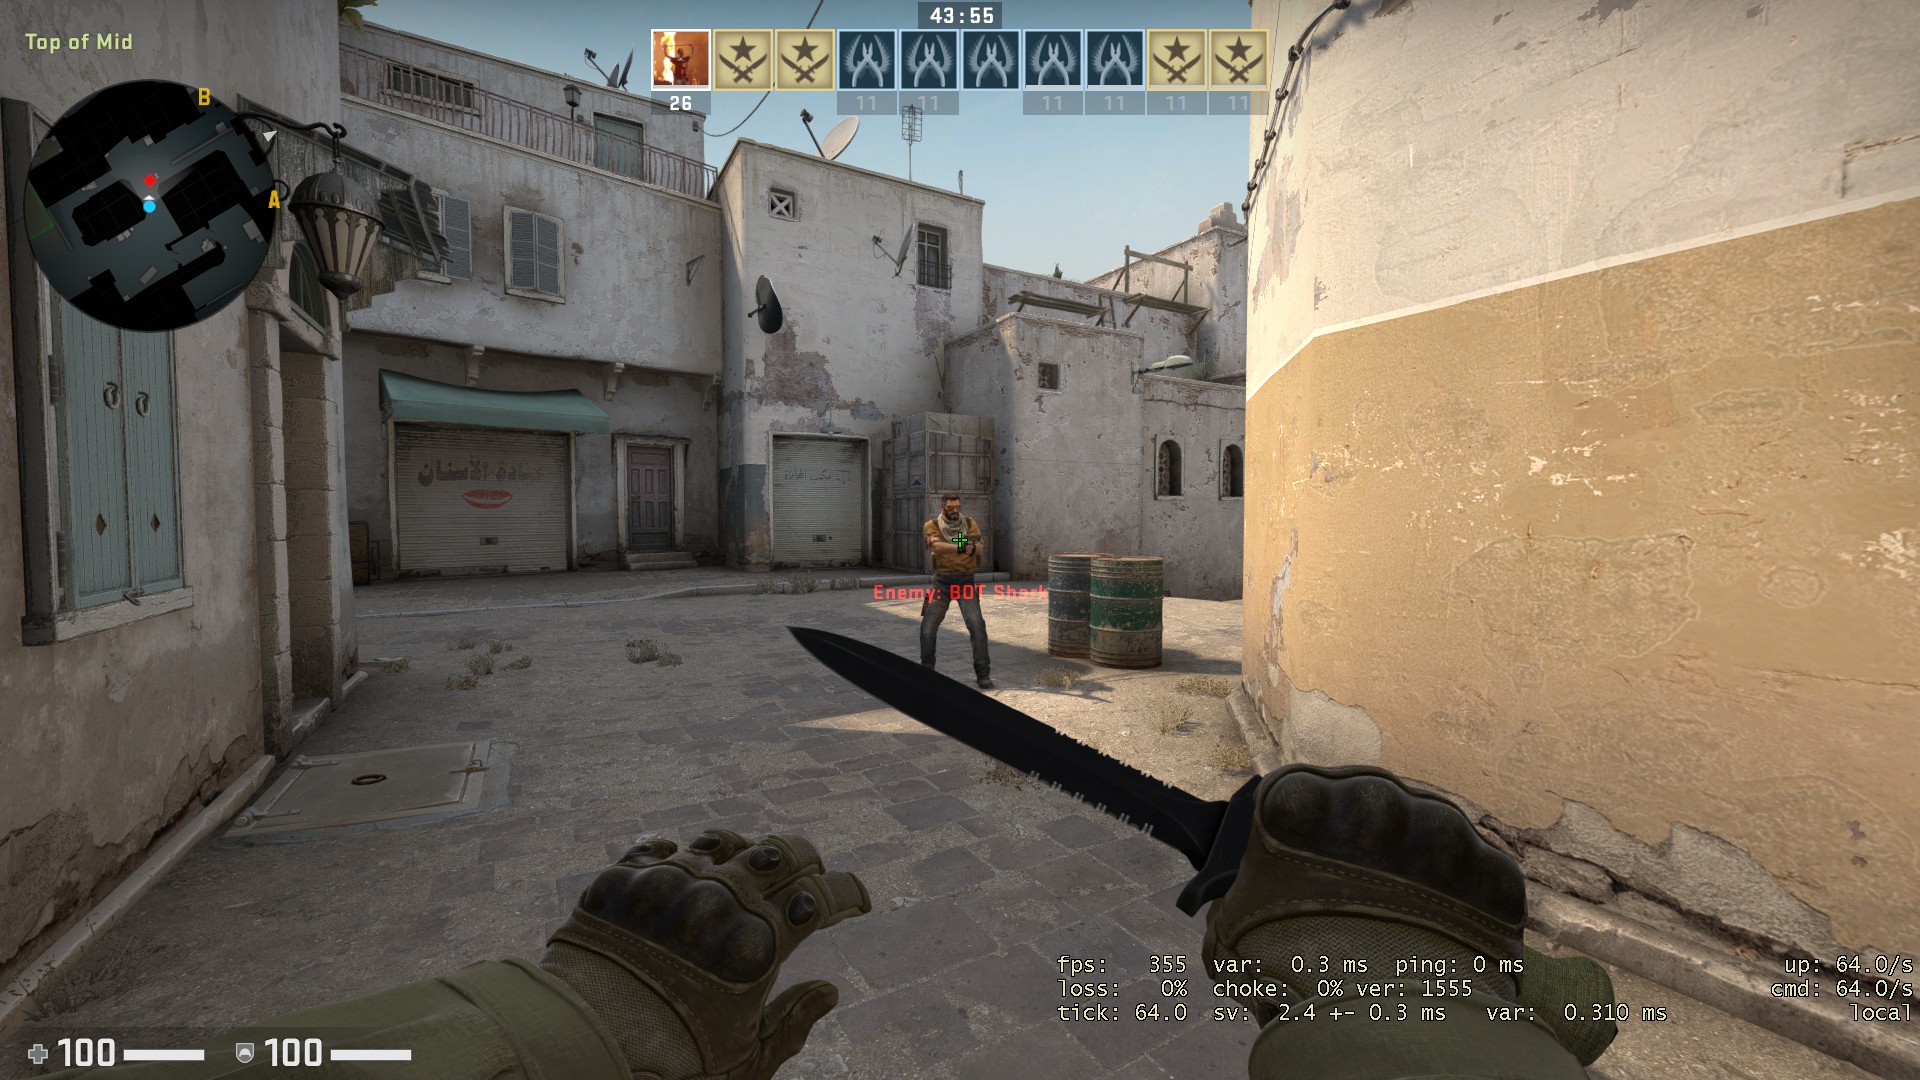 Top of Mid
43:55
B
A
26
11 11 11 11 11 11
عيادة الأسنان
Enemy: BOT Shark
fps: 355 var: 0.3 ms ping: 0 ms
up: 64.0/s
loss: 0% choke: 0% ver: 1555
cmd: 64.0/s
tick: 64.0 sv: 2.4 +- 0.3 ms var: 0.310 ms
local
100
100